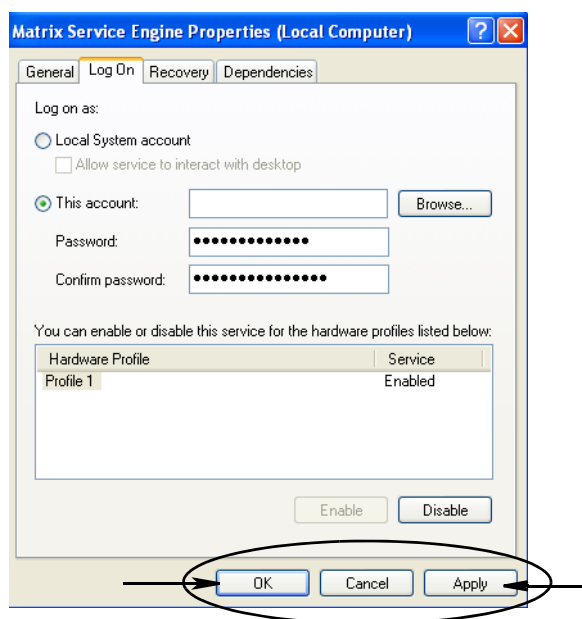 Matrix Service Engine Properties (Local Computer)
General Log On Recovery Dependencies
Log on as:
Local System account
Allow service to interact with desktop
This account: Browse...
Password: •••••••••••••
Confirm password: •••••••••••••••
You can enable or disable this service for the hardware profiles listed below:
Hardware Profile Service
Profile 1 Enabled
Enable Disable
OK Cancel Apply